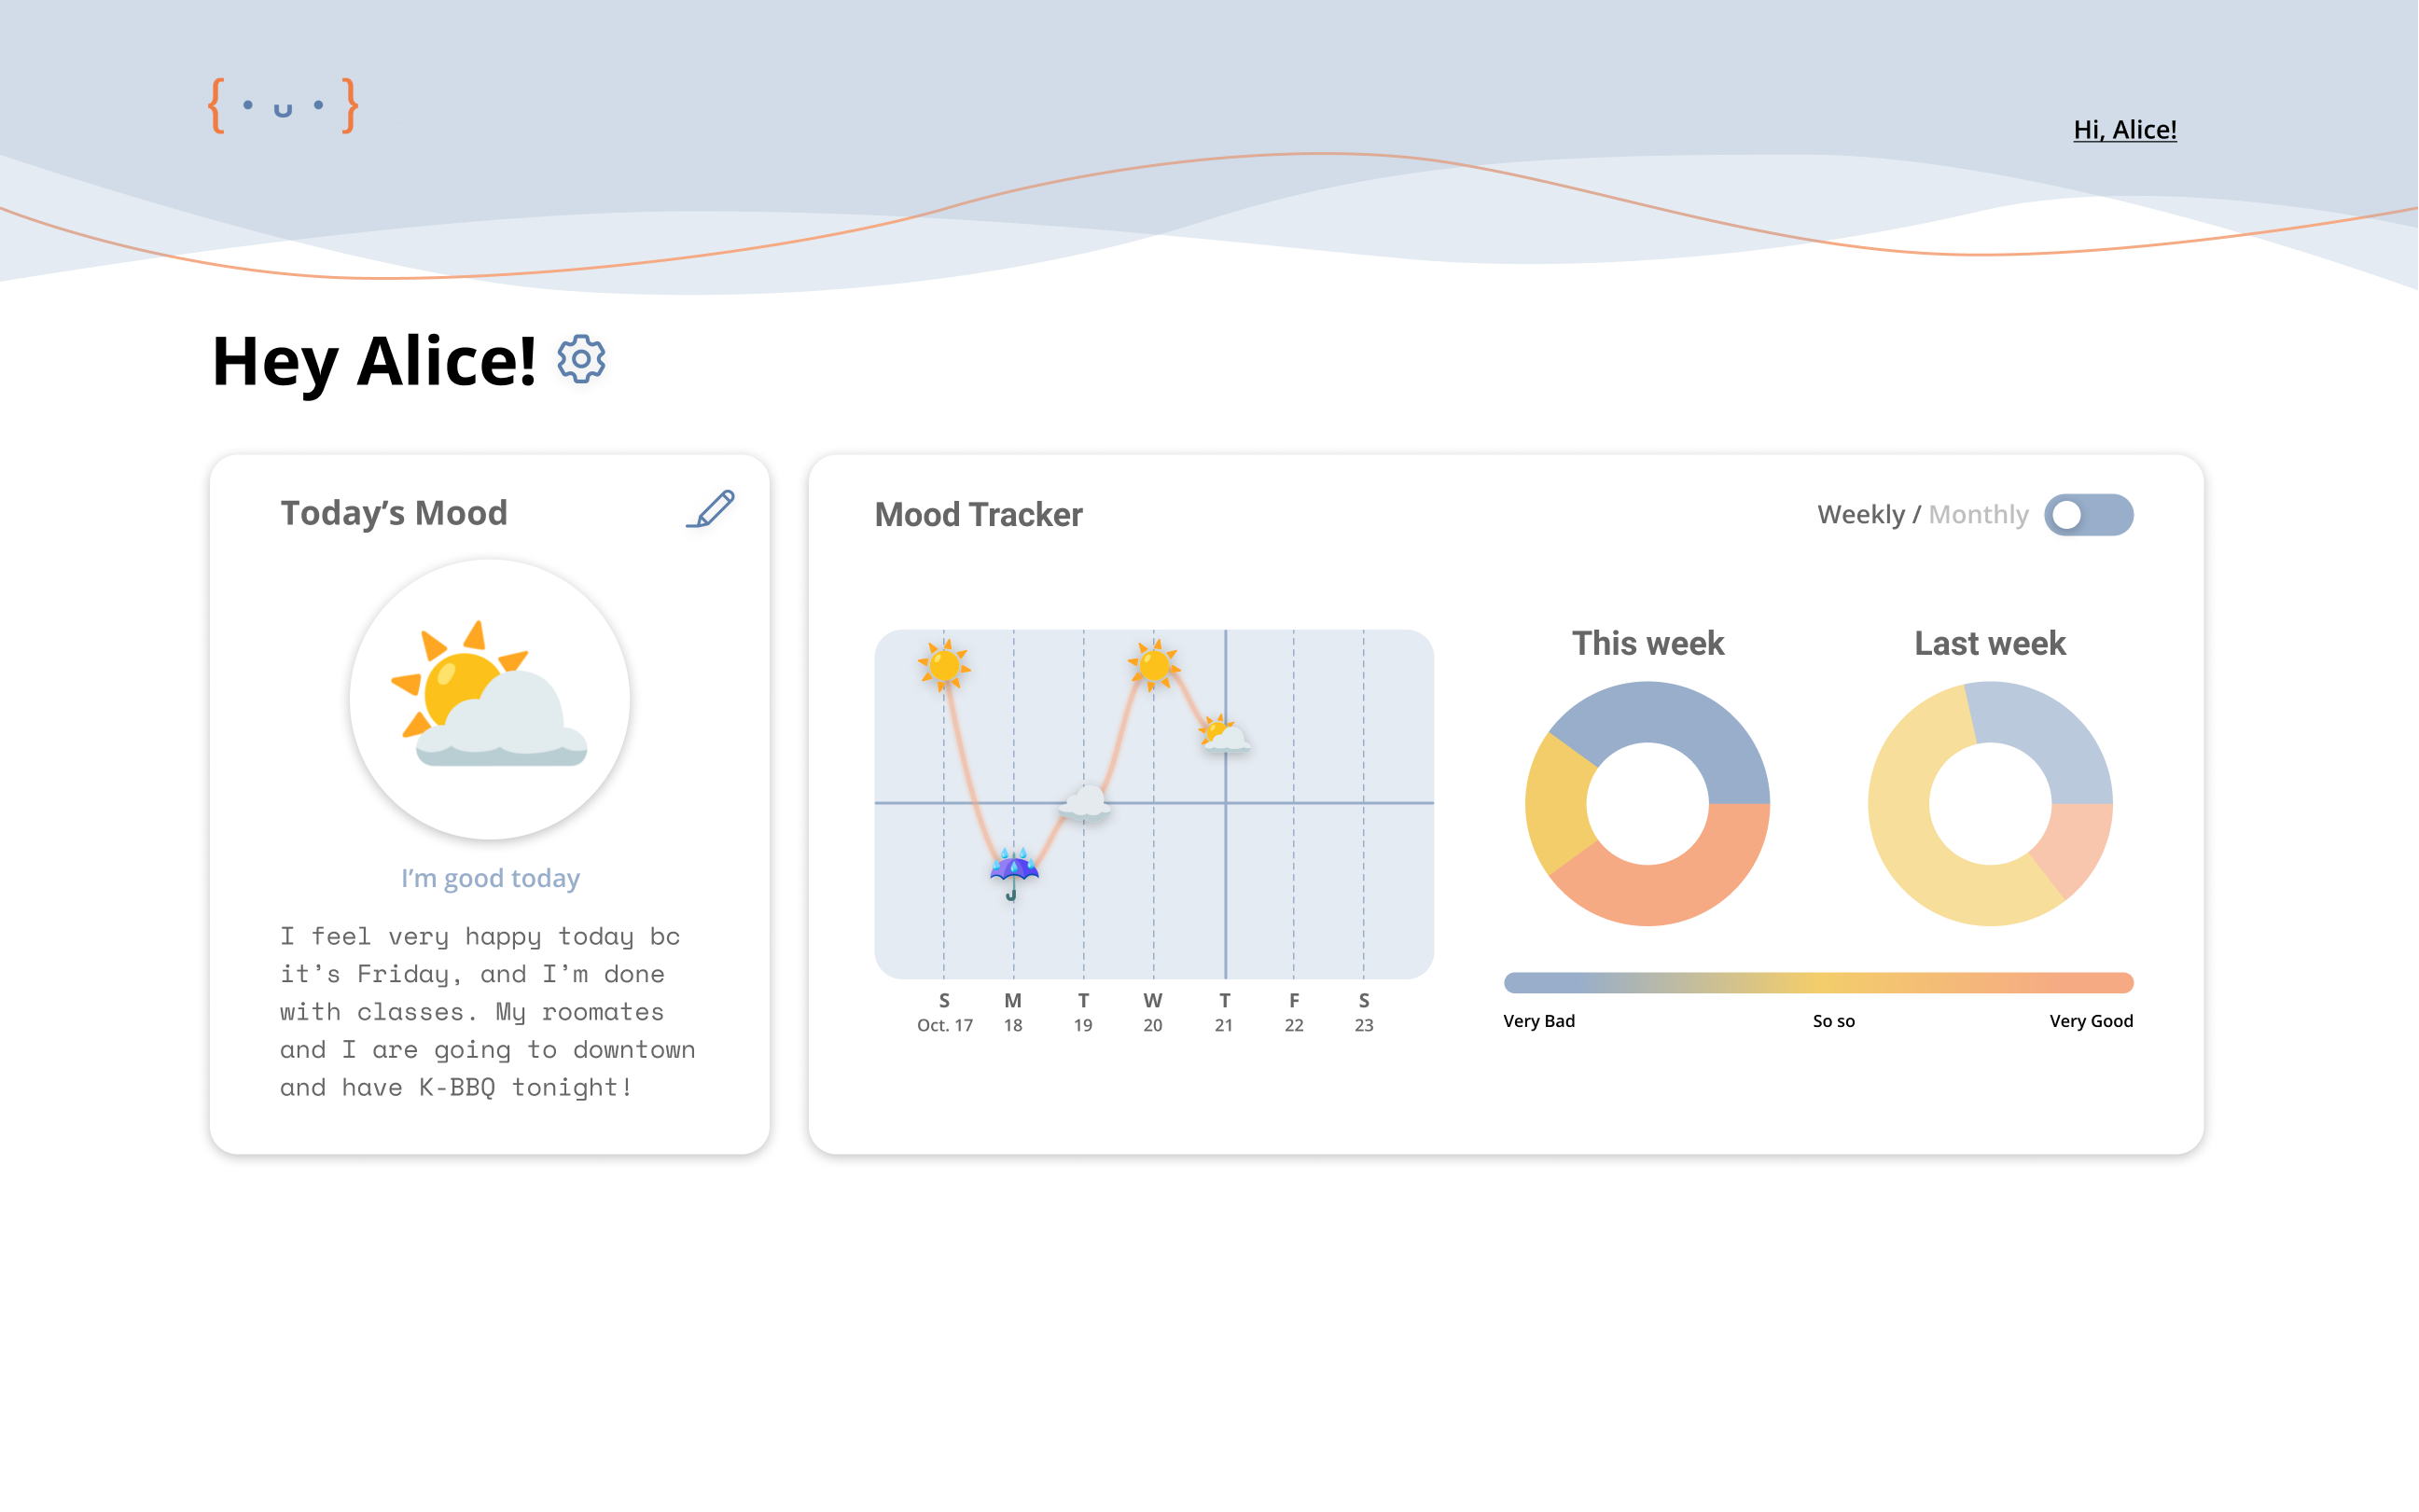 { • ᴗ • }
Hi, Alice!
Hey Alice!
Today’s Mood
I’m good today
I feel very happy today bc
it’s Friday, and I’m done
with classes. My roomates
and I are going to downtown
and have K-BBQ tonight!
Mood Tracker
Weekly / Monthly
S M T W T F S
Oct. 17 18 19 20 21 22 23
This week
Last week
Very Bad
So so
Very Good